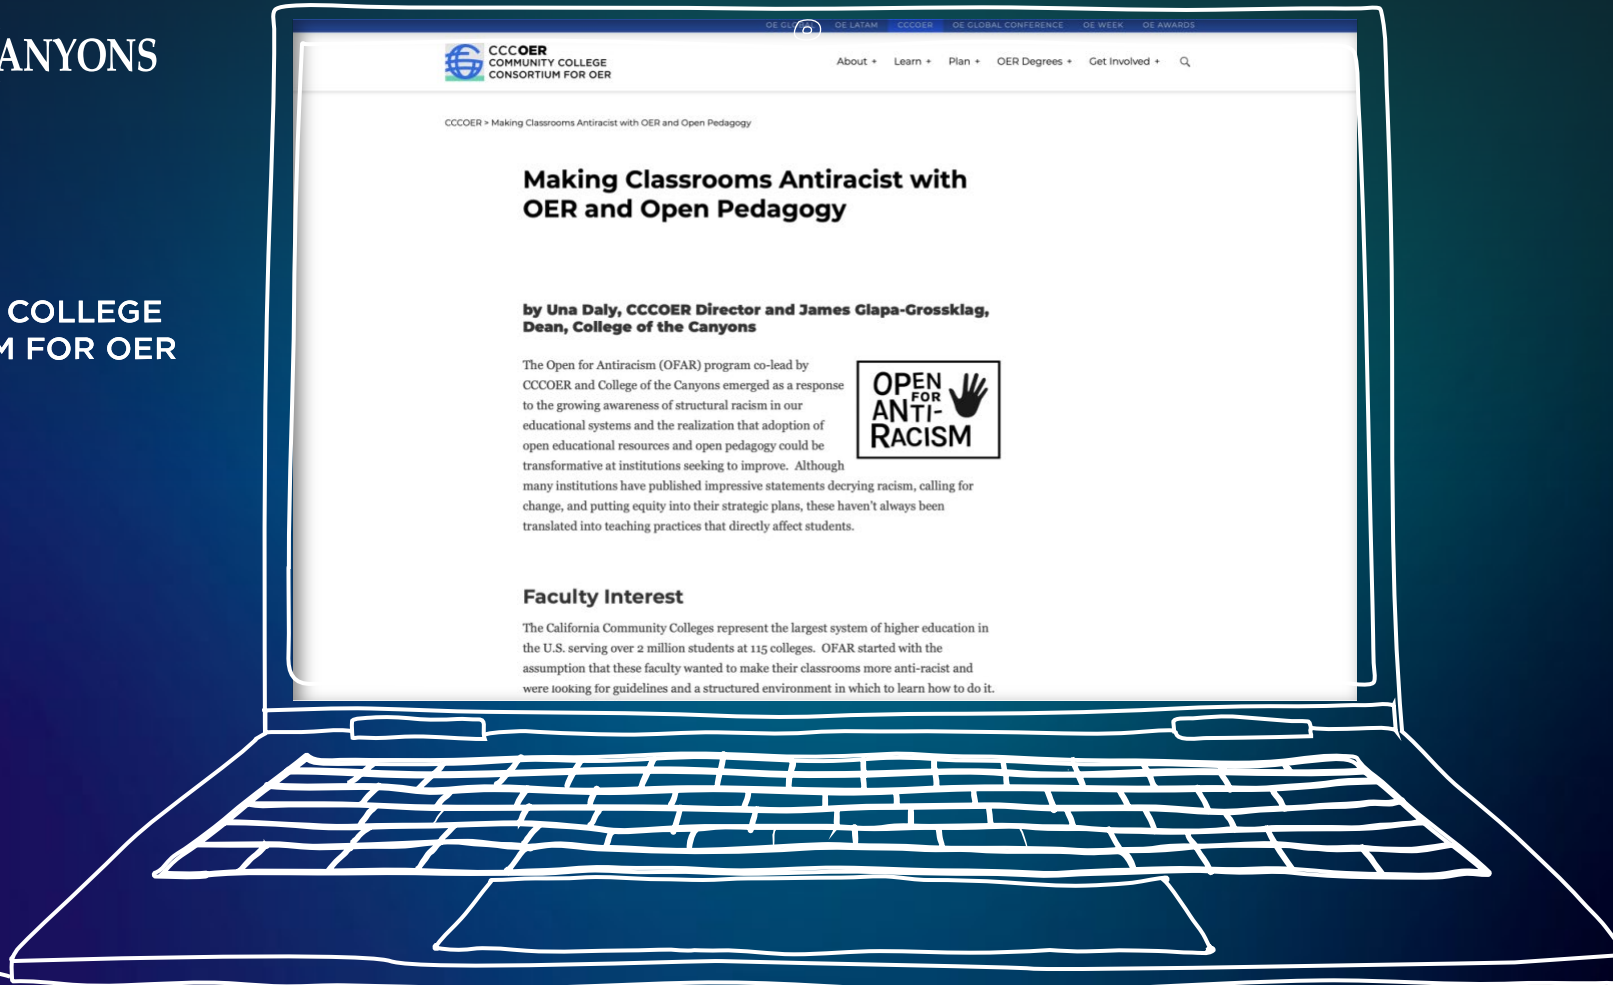 ANYONS
COLLEGE
M FOR OER
OE GLOBAL OE LATAM CCCOER OE GLOBAL CONFERENCE OE WEEK OE AWARDS
CCCOER
COMMUNITY COLLEGE
CONSORTIUM FOR OER
About + Learn + Plan + OER Degrees + Get Involved +
CCCOER > Making Classrooms Antiracist with OER and Open Pedagogy
Making Classrooms Antiracist with
OER and Open Pedagogy
by Una Daly, CCCOER Director and James Glapa-Grossklag,
Dean, College of the Canyons
The Open for Antiracism (OFAR) program co-lead by
CCCOER and College of the Canyons emerged as a response
to the growing awareness of structural racism in our
educational systems and the realization that adoption of
open educational resources and open pedagogy could be
transformative at institutions seeking to improve. Although
many institutions have published impressive statements decrying racism, calling for
change, and putting equity into their strategic plans, these haven't always been
translated into teaching practices that directly affect students.
OPEN
FOR
ANTI-
RACISM
Faculty Interest
The California Community Colleges represent the largest system of higher education in
the U.S. serving over 2 million students at 115 colleges. OFAR started with the
assumption that these faculty wanted to make their classrooms more anti-racist and
were looking for guidelines and a structured environment in which to learn how to do it.